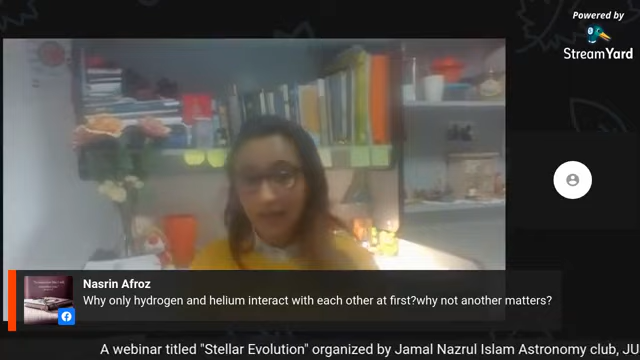 Powered by
StreamYard
Nasrin Afroz
Why only hydrogen and helium interact with each other at first?why not another matters?
A webinar titled "Stellar Evolution" organized by Jamal Nazrul Islam Astronomy club, JU